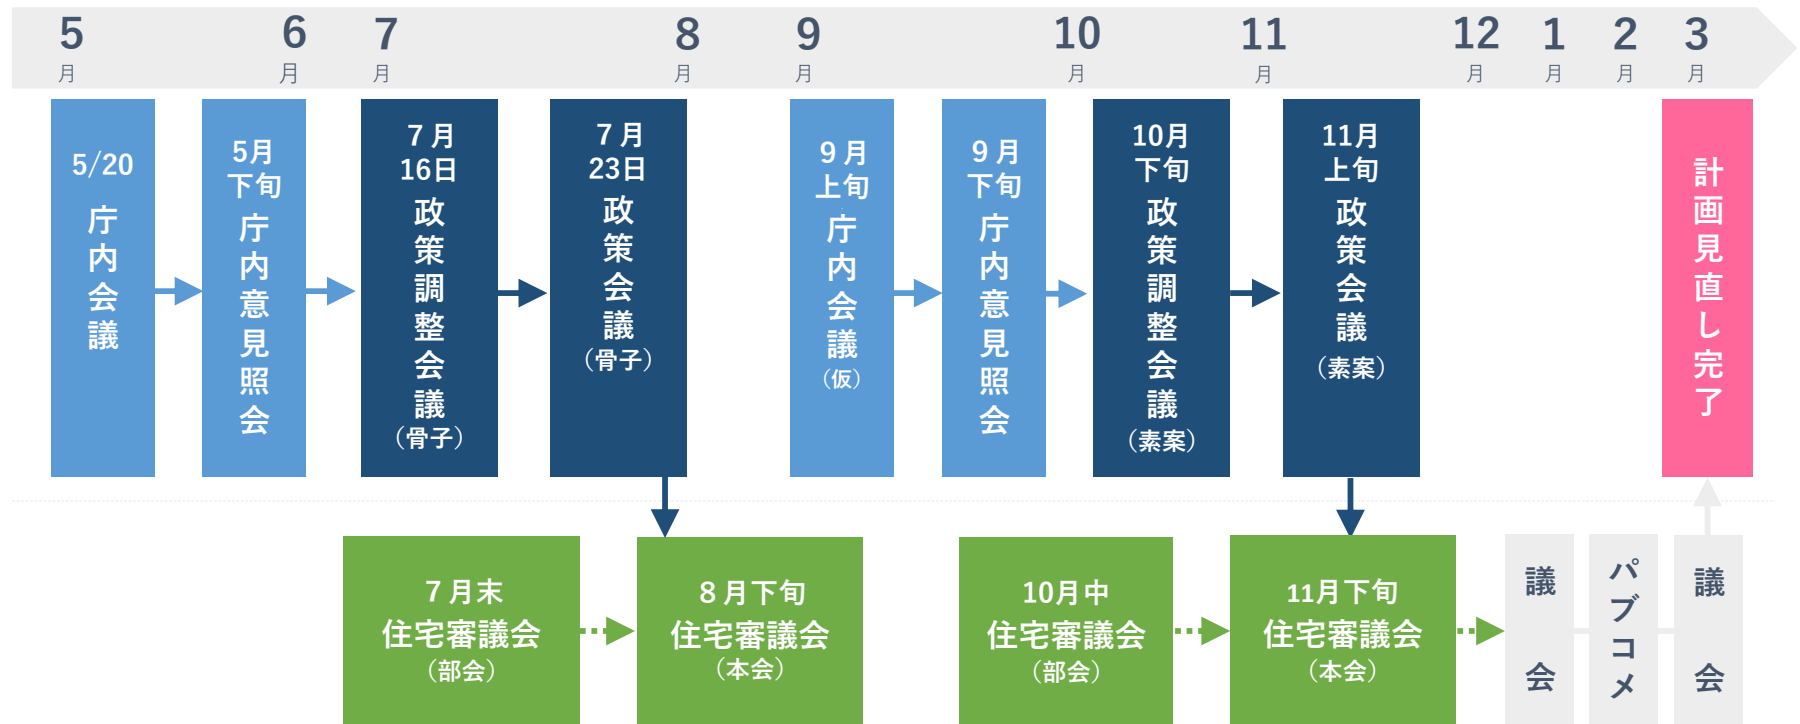 5月
6月
7月
8月
9月
10月
11月
12月
1月
2月
3月
5/20
庁内会議
5月
下旬
庁内意見照会
７月
16日
政策調整会議
（骨子）
７月
23日
政策会議
（骨子）
９月
上旬
庁内会議
（仮）
９月
下旬
庁内意見照会
10月
下旬
政策調整会議
（素案）
11月
上旬
政策会議
（素案）
計画見直し完了
７月末
住宅審議会
（部会）
８月下旬
住宅審議会
（本会）
10月中
住宅審議会
（部会）
11月下旬
住宅審議会
（本会）
議会
パブコメ
議会